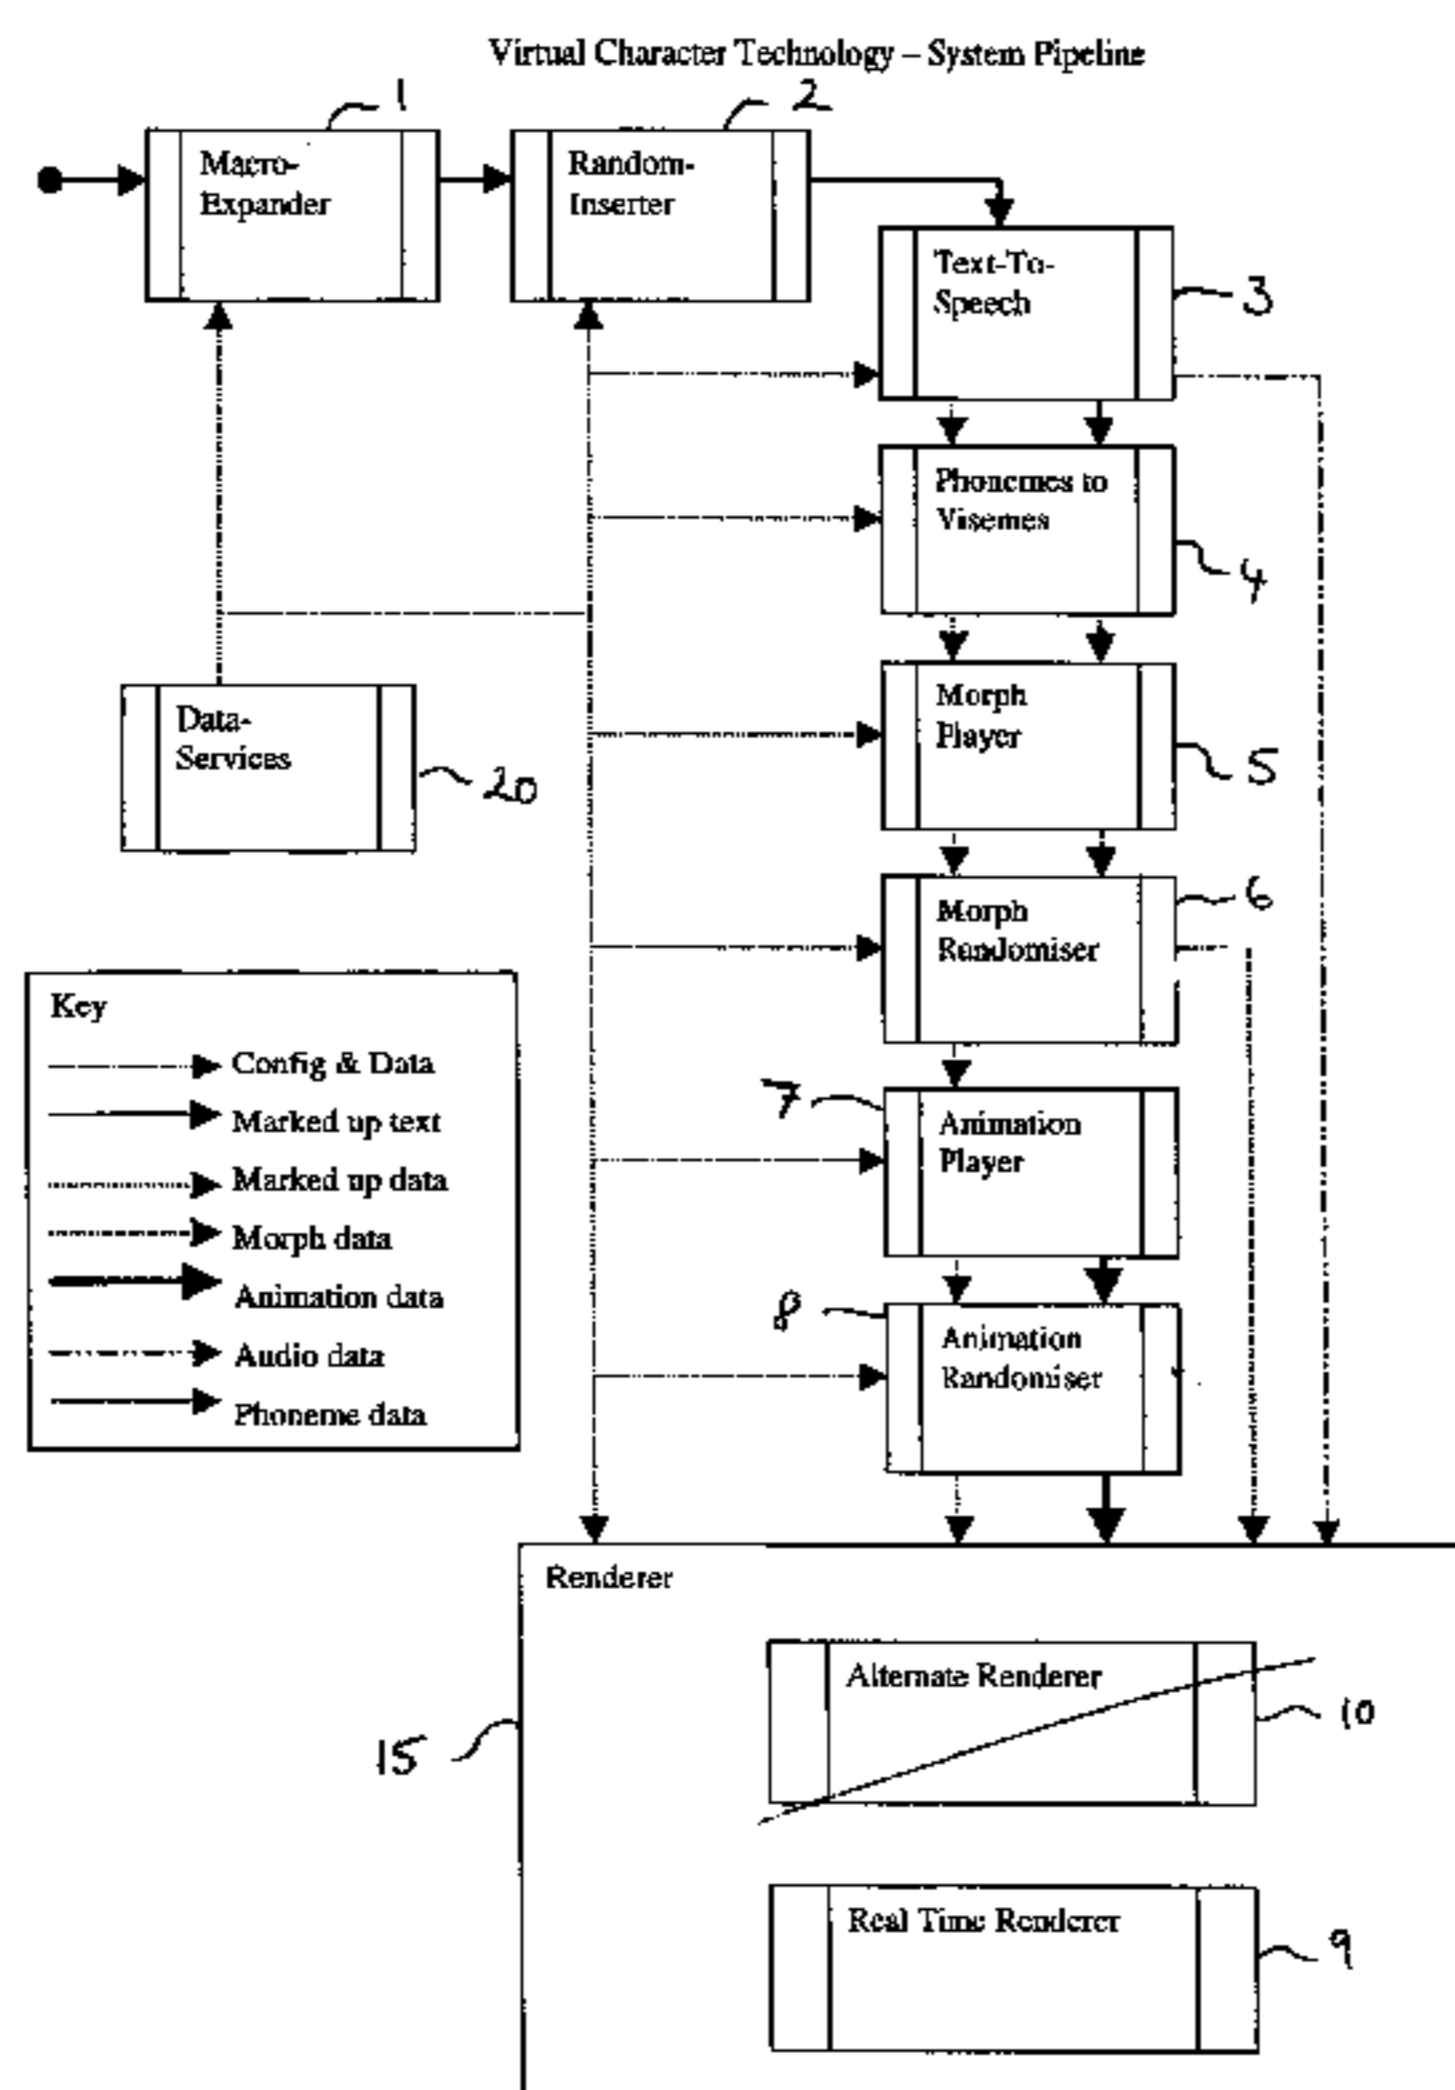 Virtual Character Technology – System Pipeline
1
2
Macro-
Expander
Random-
Inserter
Text-To-
Speech
3
Phonemes to
Visemes
4
Morph
Player
5
Data-
Services
20
Morph
Randomiser
6
Key
Config & Data
Marked up text
Marked up data
Morph data
Animation data
Audio data
Phoneme data
7
Animation
Player
8
Animation
Randomiser
Renderer
Alternate Renderer
10
15
Real Time Renderer
9